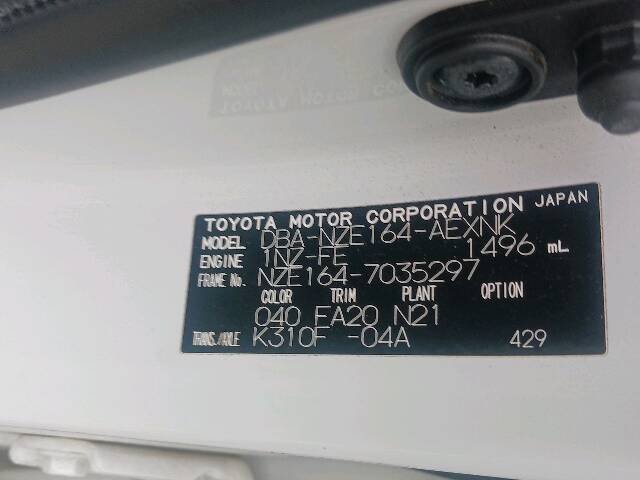 TOYOTA MOTOR CORPORATION JAPAN
MODEL DBA-NZE164-AEXNK
ENGINE 1NZ-FE 1496 mL
FRAME No. NZE164-7035297
COLOR TRIM PLANT OPTION
040 FA20 N21
TRANS./AXLE K310F -04A 429